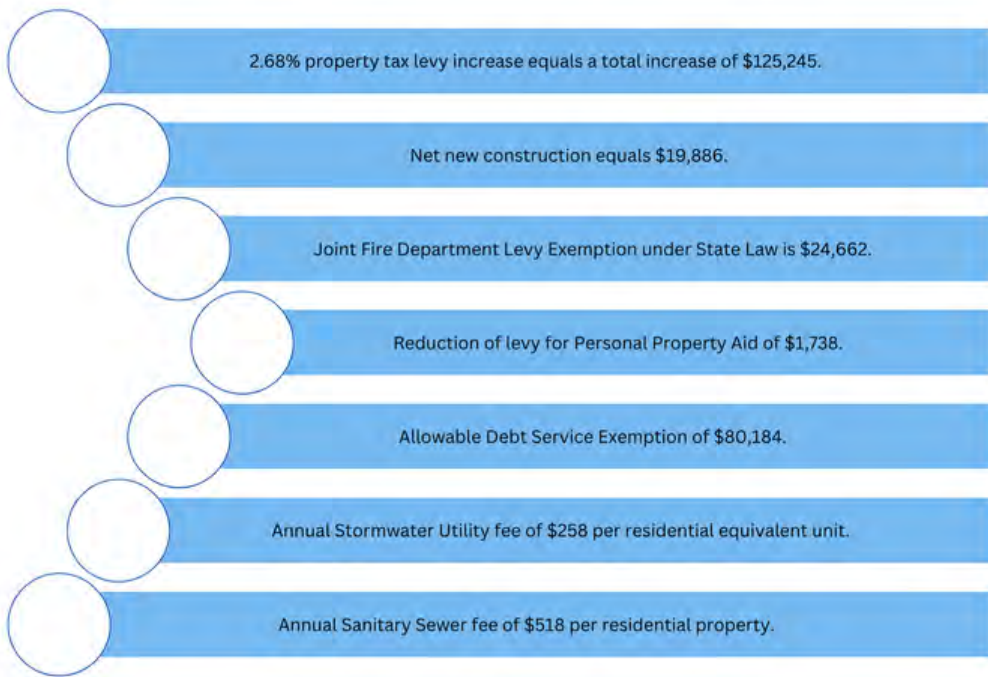 2.68% property tax levy increase equals a total increase of $125,245.
Net new construction equals $19,886.
Joint Fire Department Levy Exemption under State Law is $24,662.
Reduction of levy for Personal Property Aid of $1,738.
Allowable Debt Service Exemption of $80,184.
Annual Stormwater Utility fee of $258 per residential equivalent unit.
Annual Sanitary Sewer fee of $518 per residential property.